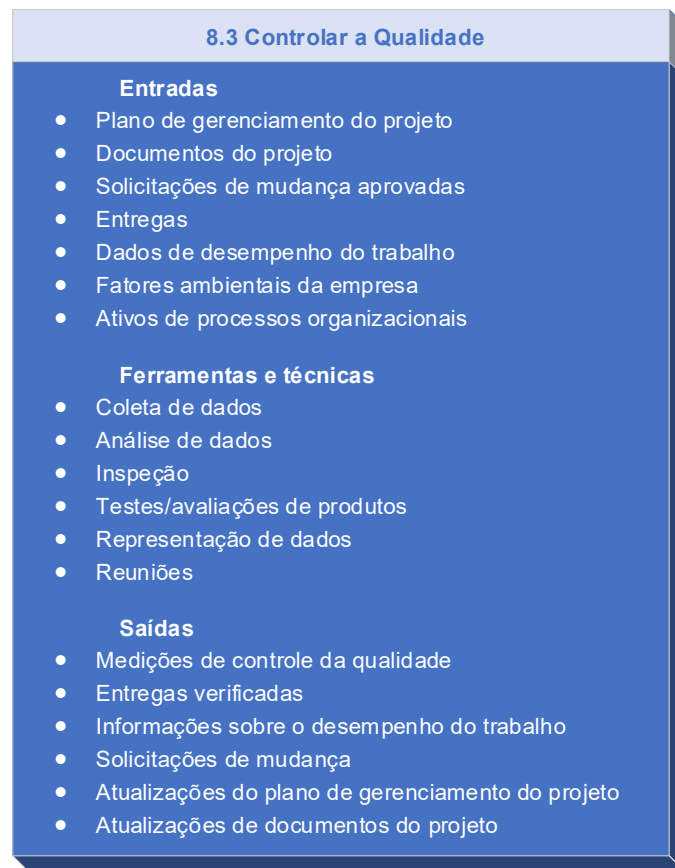 8.3 Controlar a Qualidade
Entradas
● Plano de gerenciamento do projeto
● Documentos do projeto
● Solicitações de mudança aprovadas
● Entregas
● Dados de desempenho do trabalho
● Fatores ambientais da empresa
● Ativos de processos organizacionais
Ferramentas e técnicas
● Coleta de dados
● Análise de dados
● Inspeção
● Testes/avaliações de produtos
● Representação de dados
● Reuniões
Saídas
● Medições de controle da qualidade
● Entregas verificadas
● Informações sobre o desempenho do trabalho
● Solicitações de mudança
● Atualizações do plano de gerenciamento do projeto
● Atualizações de documentos do projeto